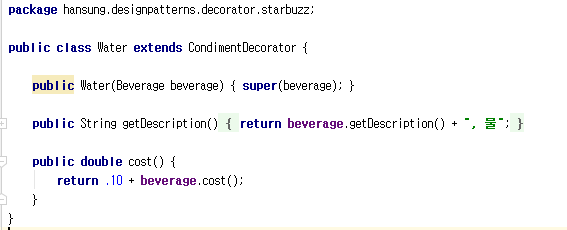 package hansung.designpatterns.decorator.starbuzz;
public class Water extends CondimentDecorator {
public Water(Beverage beverage) { super(beverage); }
public String getDescription() { return beverage.getDescription() + ", 물"; }
public double cost() {
return .10 + beverage.cost();
}
}